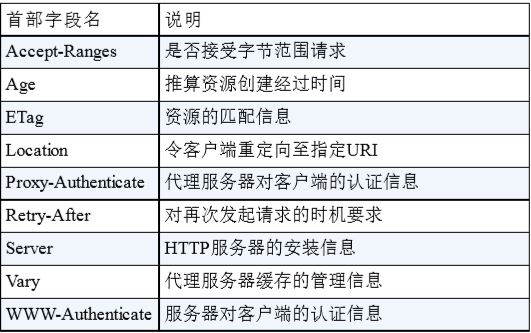 首部字段名 说明
Accept-Ranges 是否接受字节范围请求
Age 推算资源创建经过时间
ETag 资源的匹配信息
Location 令客户端重定向至指定URI
Proxy-Authenticate 代理服务器对客户端的认证信息
Retry-After 对再次发起请求的时机要求
Server HTTP服务器的安装信息
Vary 代理服务器缓存的管理信息
WWW-Authenticate 服务器对客户端的认证信息